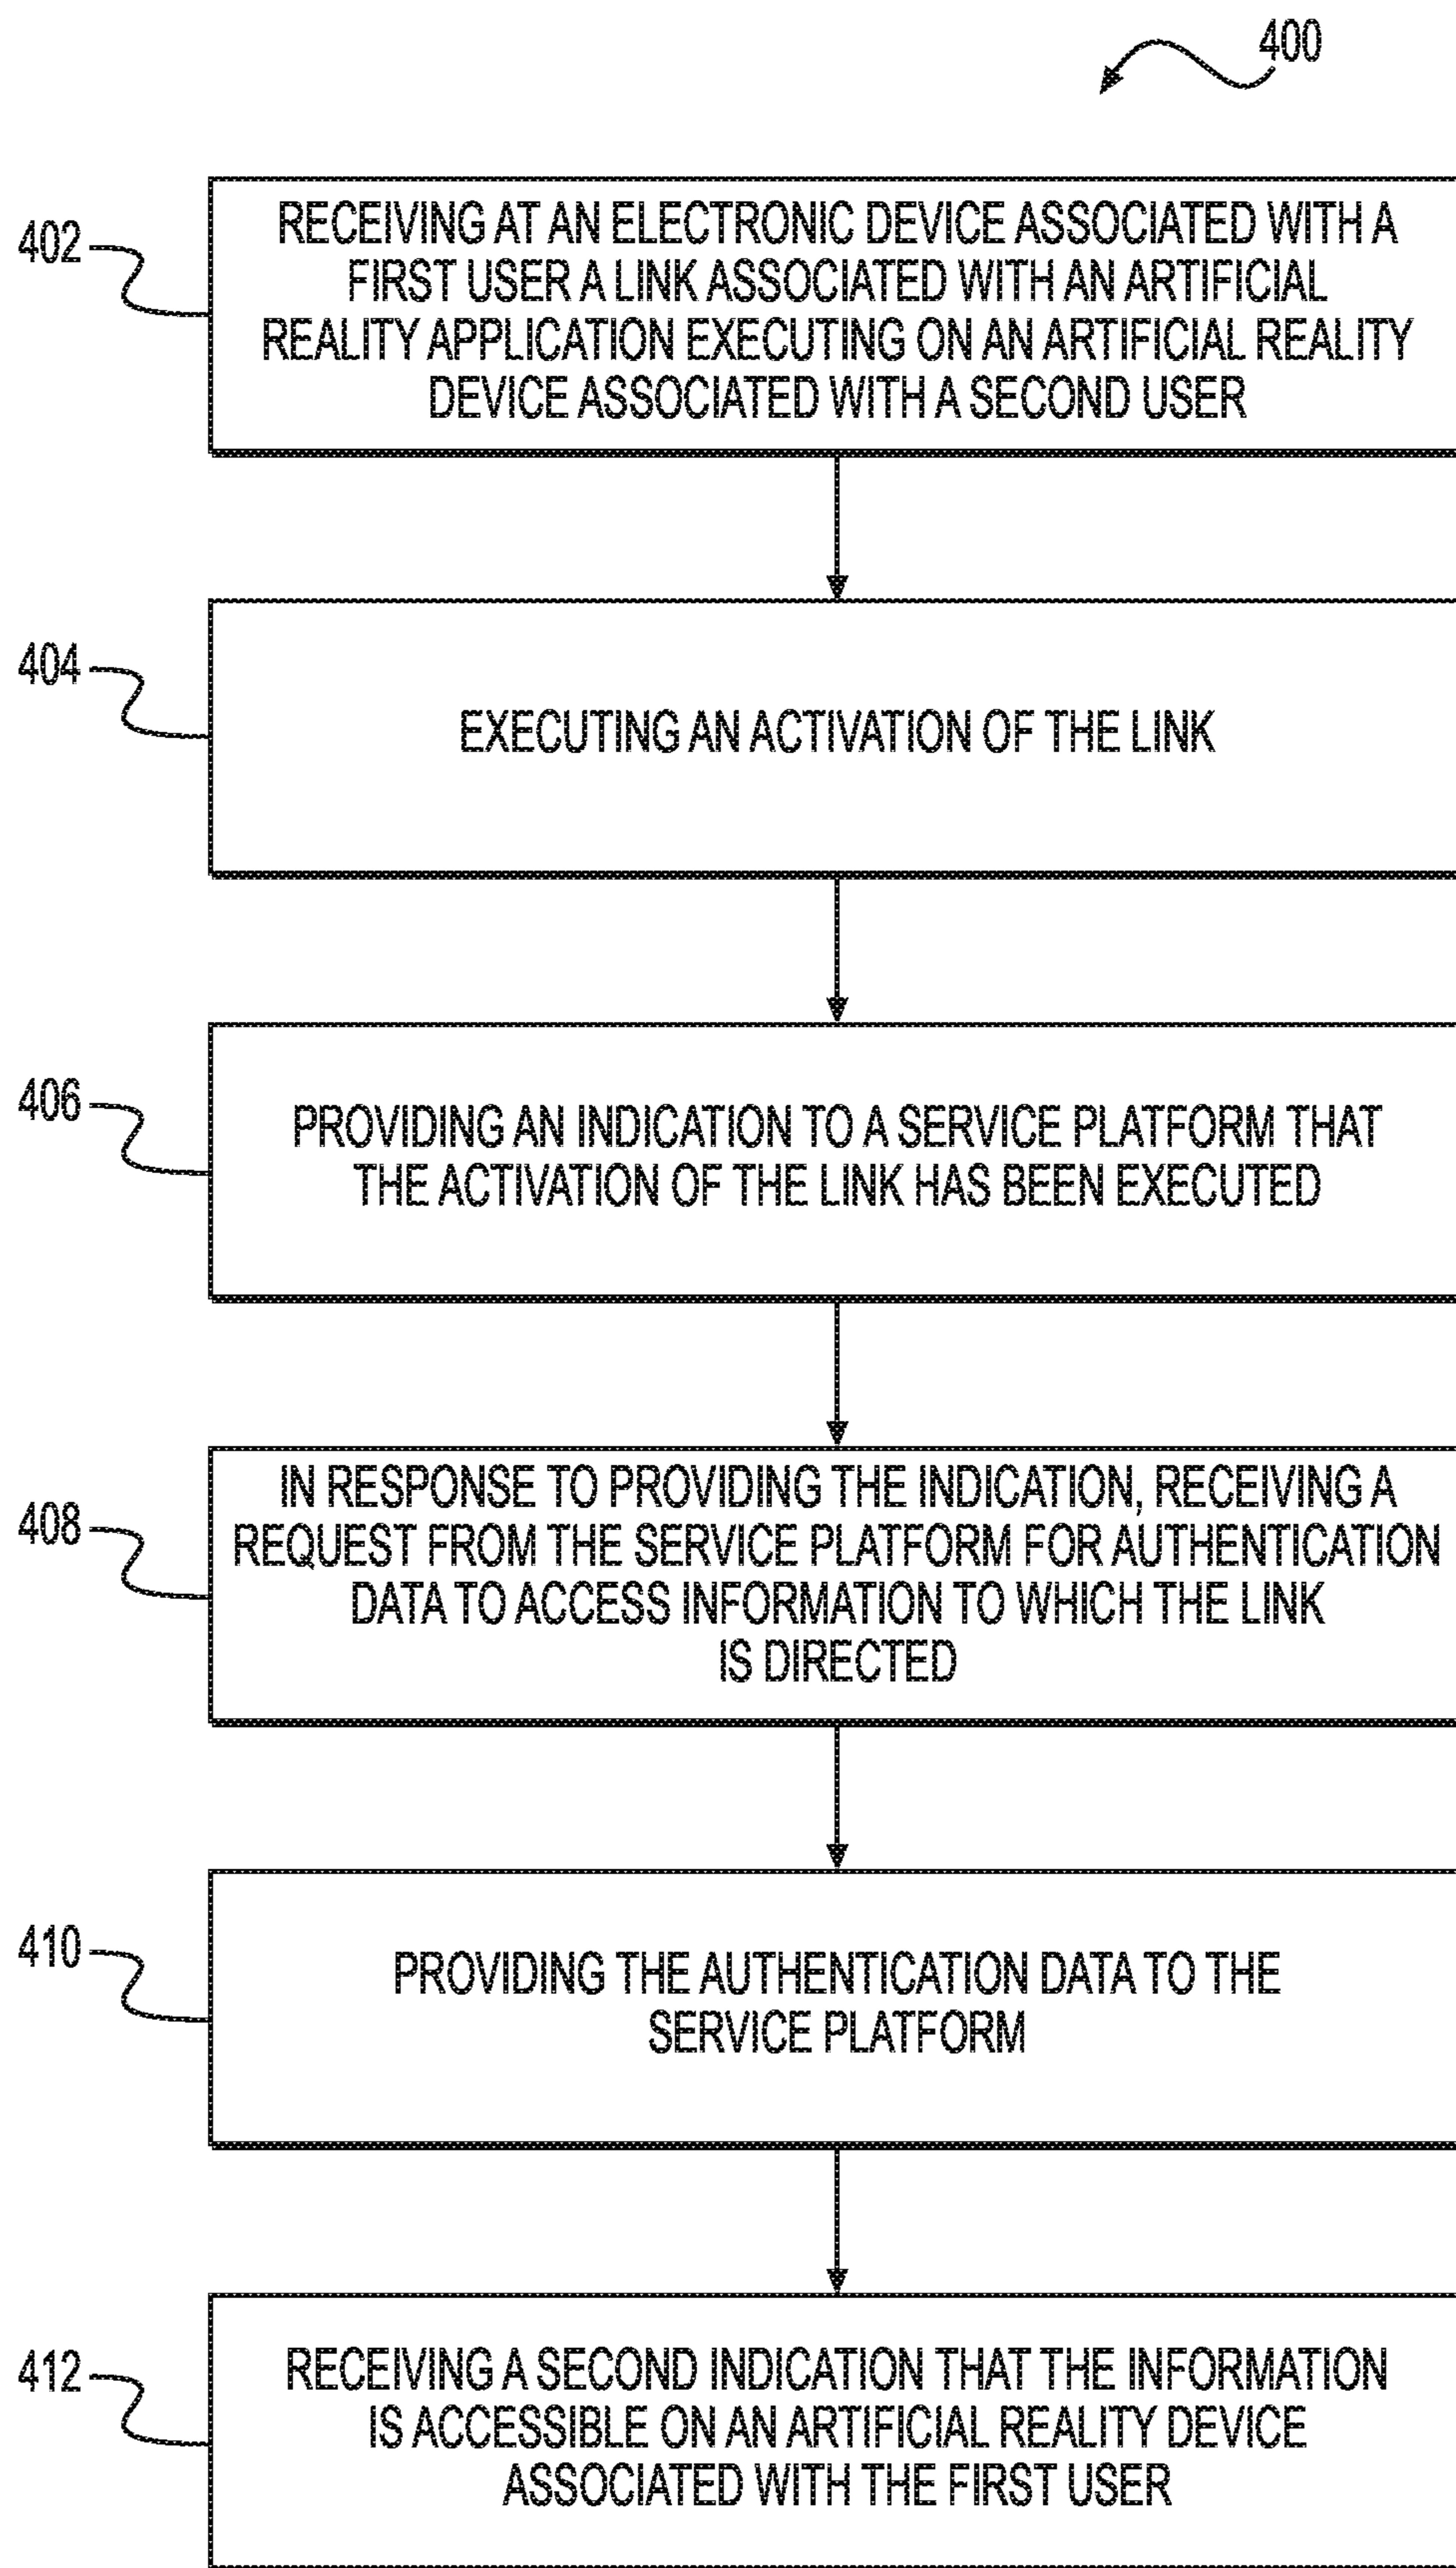 400
402
RECEIVING AT AN ELECTRONIC DEVICE ASSOCIATED WITH A
FIRST USER A LINK ASSOCIATED WITH AN ARTIFICIAL
REALITY APPLICATION EXECUTING ON AN ARTIFICIAL REALITY
DEVICE ASSOCIATED WITH A SECOND USER
404
EXECUTING AN ACTIVATION OF THE LINK
406
PROVIDING AN INDICATION TO A SERVICE PLATFORM THAT
THE ACTIVATION OF THE LINK HAS BEEN EXECUTED
408
IN RESPONSE TO PROVIDING THE INDICATION, RECEIVING A
REQUEST FROM THE SERVICE PLATFORM FOR AUTHENTICATION
DATA TO ACCESS INFORMATION TO WHICH THE LINK
IS DIRECTED
410
PROVIDING THE AUTHENTICATION DATA TO THE
SERVICE PLATFORM
412
RECEIVING A SECOND INDICATION THAT THE INFORMATION
IS ACCESSIBLE ON AN ARTIFICIAL REALITY DEVICE
ASSOCIATED WITH THE FIRST USER